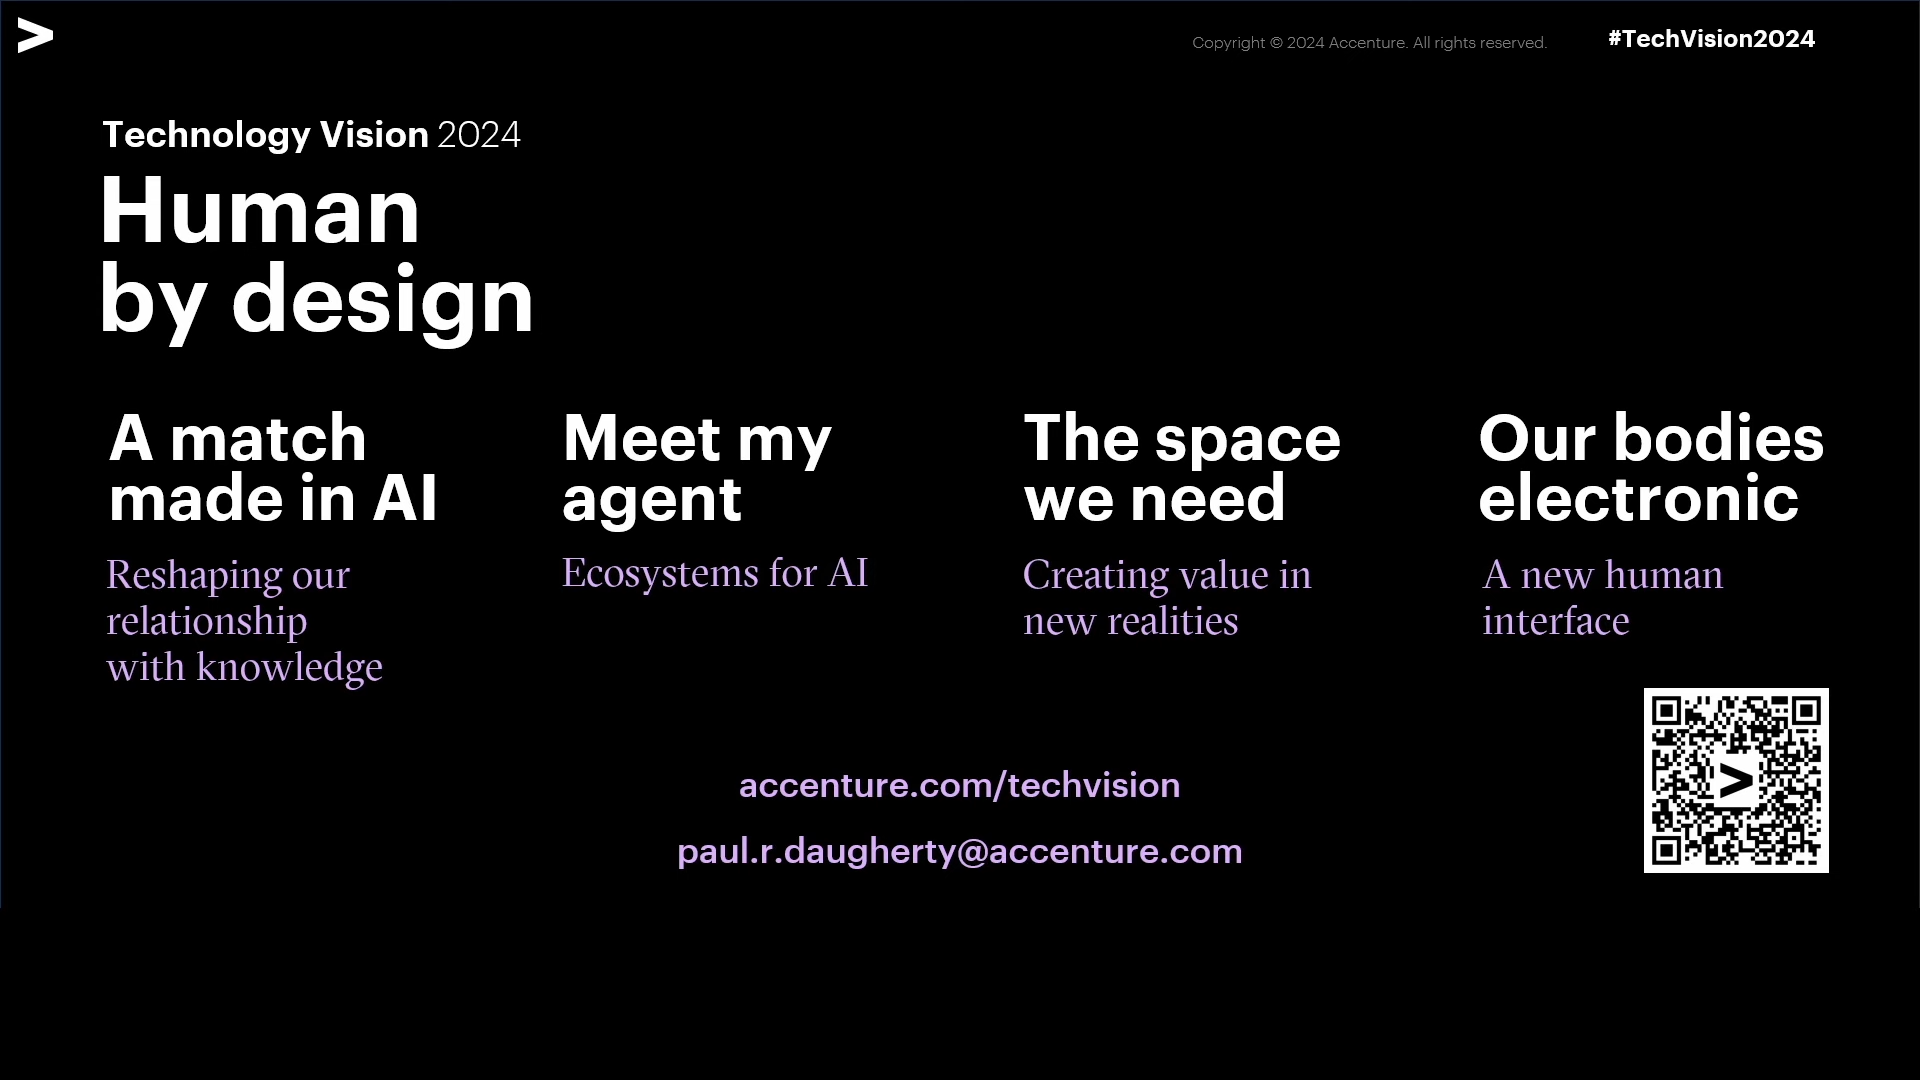 Copyright © 2024 Accenture. All rights reserved.
#TechVision2024
Technology Vision 2024
Human
by design
A match
made in AI
Reshaping our
relationship
with knowledge
Meet my
agent
Ecosystems for AI
The space
we need
Creating value in
new realities
Our bodies
electronic
A new human
interface
accenture.com/techvision
paul.r.daugherty@accenture.com